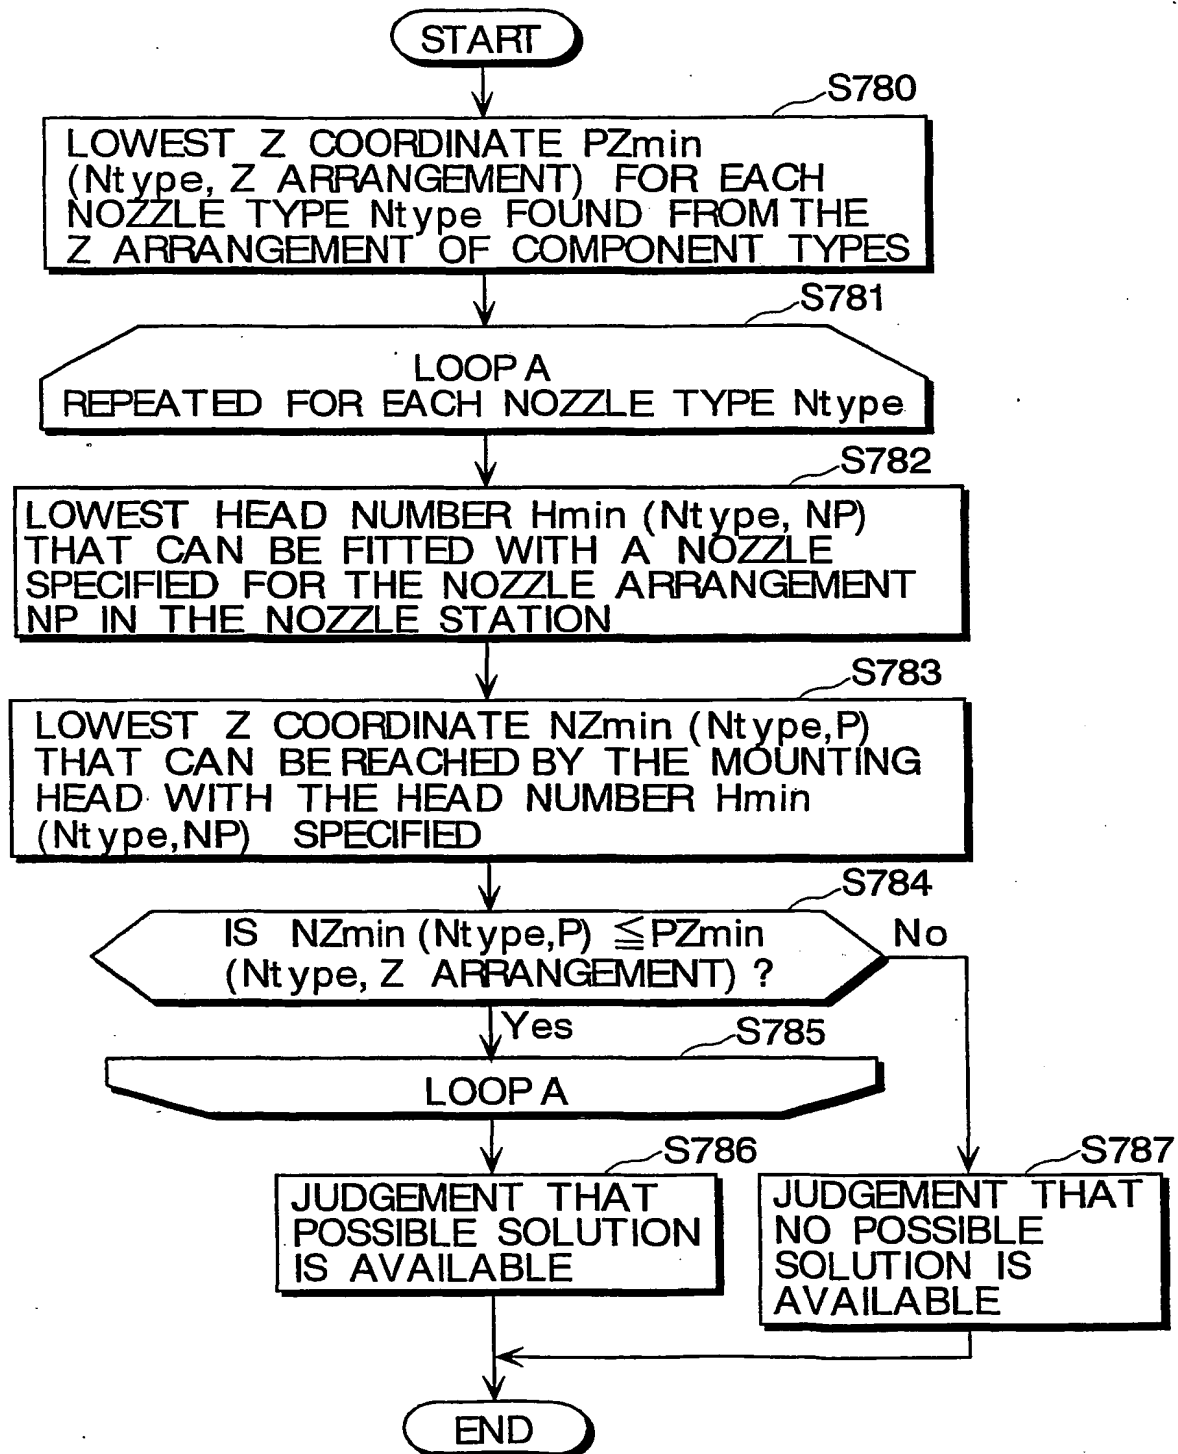 START
S780
LOWEST Z COORDINATE PZmin
(Ntype, Z ARRANGEMENT) FOR EACH
NOZZLE TYPE Ntype FOUND FROM THE
Z ARRANGEMENT OF COMPONENT TYPES
S781
LOOP A
REPEATED FOR EACH NOZZLE TYPE Ntype
S782
LOWEST HEAD NUMBER Hmin (Ntype, NP)
THAT CAN BE FITTED WITH A NOZZLE
SPECIFIED FOR THE NOZZLE ARRANGEMENT
NP IN THE NOZZLE STATION
S783
LOWEST Z COORDINATE NZmin (Ntype,P)
THAT CAN BE REACHED BY THE MOUNTING
HEAD WITH THE HEAD NUMBER Hmin
(Ntype,NP) SPECIFIED
S784
IS NZmin (Ntype,P) ≦ PZmin
(Ntype, Z ARRANGEMENT) ?
No
Yes
S785
LOOP A
S786
JUDGEMENT THAT
POSSIBLE SOLUTION
IS AVAILABLE
S787
JUDGEMENT THAT
NO POSSIBLE
SOLUTION IS
AVAILABLE
END